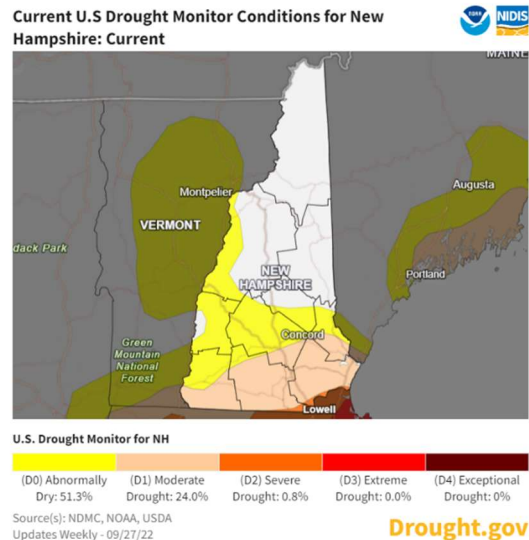 Current U.S Drought Monitor Conditions for New
Hampshire: Current
NOAA
NIDIS
MAINE
Montpelier
Augusta
VERMONT
dack Park
Portland
NEW
HAMPSHIRE
Concord
Green
Mountain
National
Forest
Lowell
U.S. Drought Monitor for NH
(D0) Abnormally
Dry: 51.3%
(D1) Moderate
Drought: 24.0%
(D2) Severe
Drought: 0.8%
(D3) Extreme
Drought: 0.0%
(D4) Exceptional
Drought: 0%
Source(s): NDMC, NOAA, USDA
Updates Weekly - 09/27/22
Drought.gov